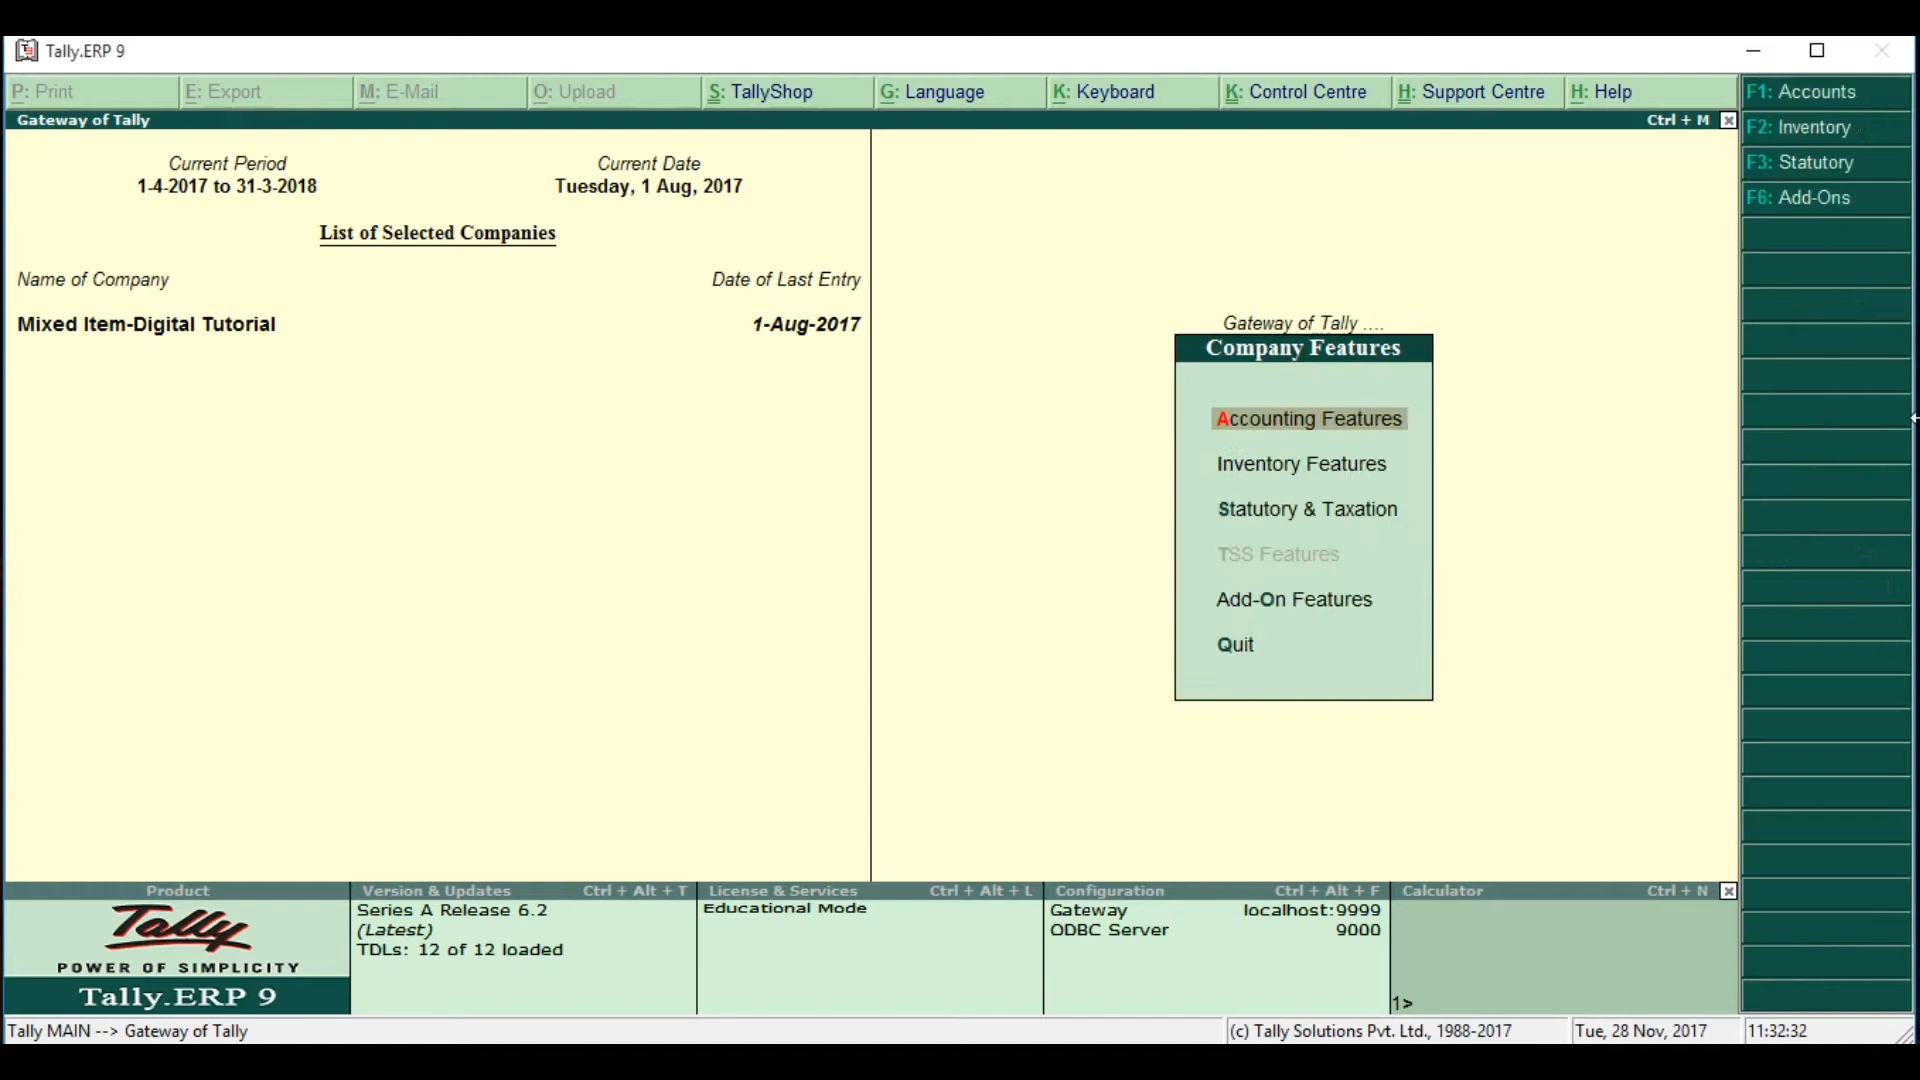 Tally.ERP 9
P: Print E: Export M: E-Mail O: Upload S: TallyShop G: Language K: Keyboard K: Control Centre H: Support Centre H: Help
F1: Accounts
F2: Inventory
F3: Statutory
F6: Add-Ons
Gateway of Tally Ctrl + M
Current Period Current Date
1-4-2017 to 31-3-2018 Tuesday, 1 Aug, 2017
List of Selected Companies
Name of Company Date of Last Entry
Mixed Item-Digital Tutorial 1-Aug-2017
Gateway of Tally ....
Company Features
Accounting Features
Inventory Features
Statutory & Taxation
TSS Features
Add-On Features
Quit
Product
Tally
POWER OF SIMPLICITY
Tally.ERP 9
Version & Updates Ctrl + Alt + T
Series A Release 6.2
(Latest)
TDLs: 12 of 12 loaded
License & Services Ctrl + Alt + L
Educational Mode
Configuration Ctrl + Alt + F
Gateway localhost:9999
ODBC Server 9000
Calculator Ctrl + N
1>
Tally MAIN --> Gateway of Tally (c) Tally Solutions Pvt. Ltd., 1988-2017 Tue, 28 Nov, 2017 11:32:32